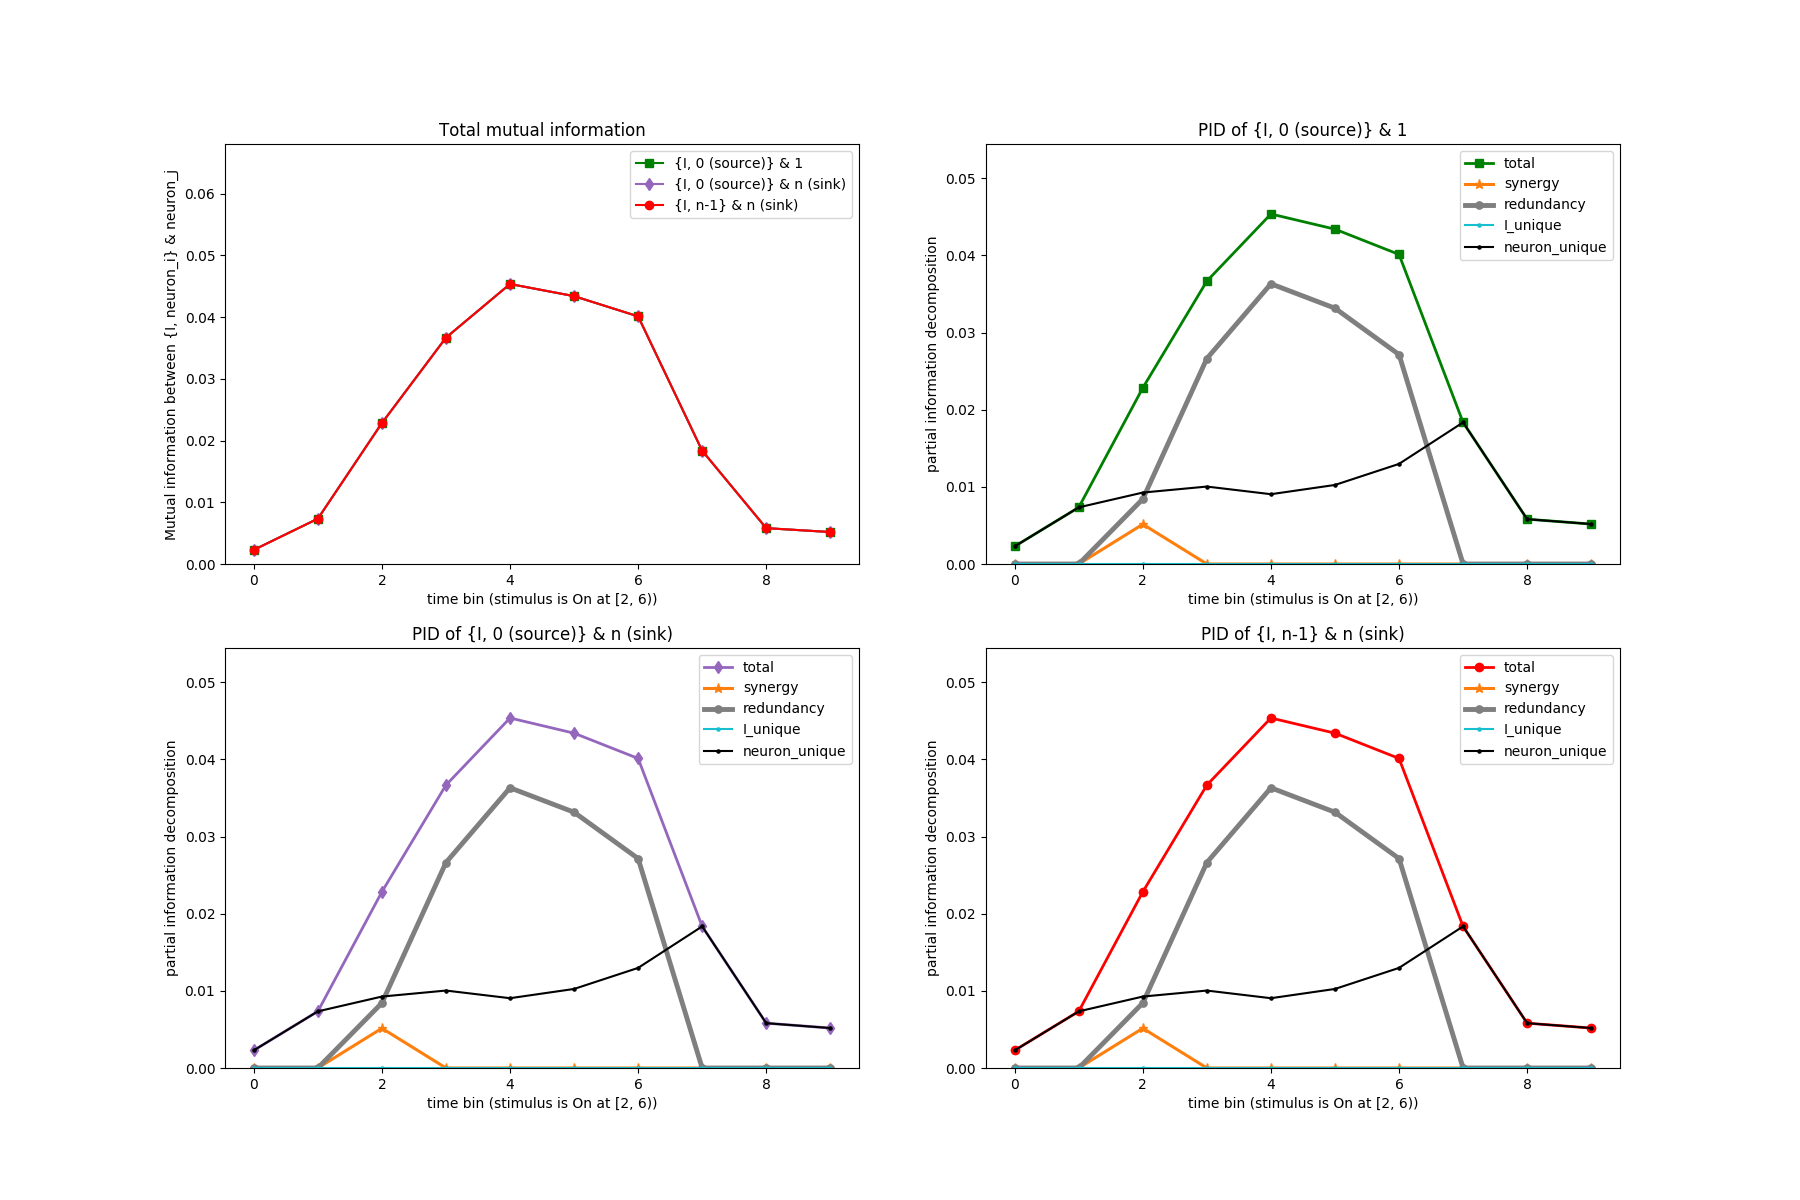 Total mutual information
{I, 0 (source)} & 1
{I, 0 (source)} & n (sink)
{I, n-1} & n (sink)
Mutual information between {I, neuron_i} & neuron_j
0.06
0.05
0.04
0.03
0.02
0.01
0.00
0 2 4 6 8
time bin (stimulus is On at [2, 6))
PID of {I, 0 (source)} & 1
total
synergy
redundancy
I_unique
neuron_unique
partial information decomposition
0.05
0.04
0.03
0.02
0.01
0.00
0 2 4 6 8
time bin (stimulus is On at [2, 6))
PID of {I, 0 (source)} & n (sink)
total
synergy
redundancy
I_unique
neuron_unique
partial information decomposition
0.05
0.04
0.03
0.02
0.01
0.00
0 2 4 6 8
time bin (stimulus is On at [2, 6))
PID of {I, n-1} & n (sink)
total
synergy
redundancy
I_unique
neuron_unique
partial information decomposition
0.05
0.04
0.03
0.02
0.01
0.00
0 2 4 6 8
time bin (stimulus is On at [2, 6))